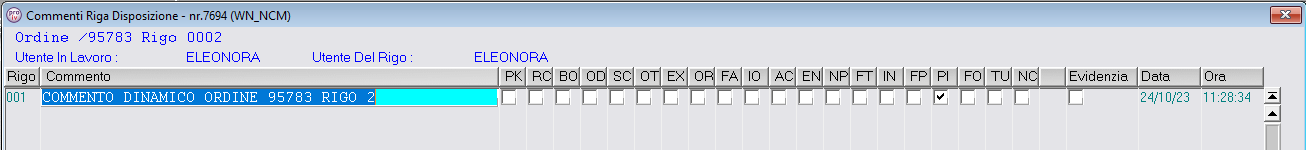 Commenti Riga Disposizione - nr.7694 (WN_NCM)
Ordine /95783 Rigo 0002
Utente In Lavoro : ELEONORA Utente Del Rigo : ELEONORA
Rigo Commento PK RC BO OD SC OT EX OR FA IO AC EN NP FT IN FP PI FO TU NC Evidenzia Data Ora
001 COMMENTO DINAMICO ORDINE 95783 RIGO 2 24/10/23 11:28:34